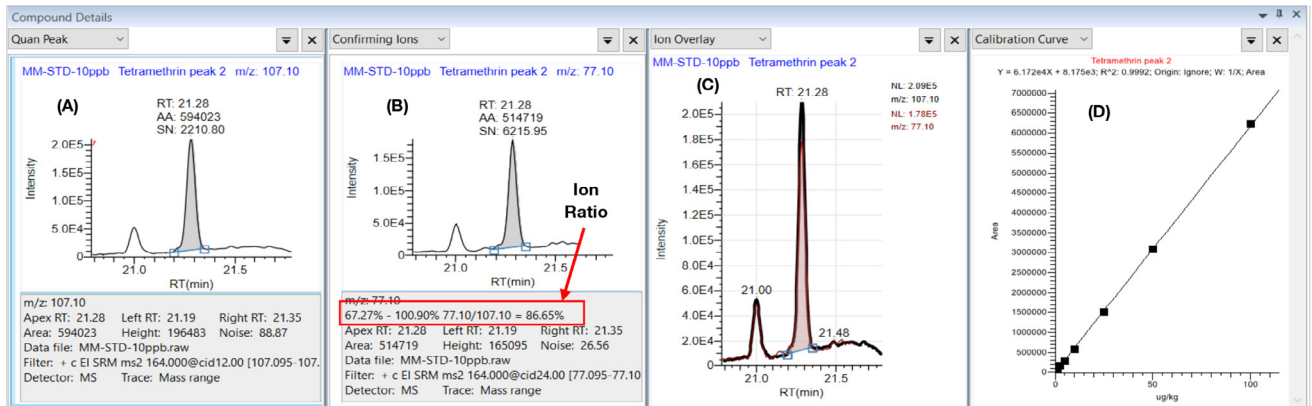 Compound Details
Quan Peak
MM-STD-10ppb Tetramethrin peak 2 m/z: 107.10
(A)
RT: 21.28
AA: 594023
SN: 2210.80
2.0E5
1.5E5
1.0E5
5.0E4
0
Intensity
21.0
21.5
RT(min)
m/z: 107.10
Apex RT: 21.28 Left RT: 21.19 Right RT: 21.35
Area: 594023 Height: 196483 Noise: 88.87
Data file: MM-STD-10ppb.raw
Filter: + c EI SRM ms2 164.000@cid12.00 [107.095-107.
Detector: MS Trace: Mass range
Confirming Ions
MM-STD-10ppb Tetramethrin peak 2 m/z: 77.10
(B)
RT: 21.28
AA: 514719
SN: 6215.95
1.5E5
1.0E5
5.0E4
0
Intensity
21.0
21.5
RT(min)
Ion
Ratio
m/z: 77.10
67.27% - 100.90% 77.10/107.10 = 86.65%
Apex RT: 21.28 Left RT: 21.19 Right RT: 21.35
Area: 514719 Height: 165095 Noise: 26.56
Data file: MM-STD-10ppb.raw
Filter: + c EI SRM ms2 164.000@cid24.00 [77.095-77.10
Detector: MS Trace: Mass range
Ion Overlay
MM-STD-10ppb Tetramethrin peak 2
(C)
RT: 21.28
NL: 2.09E5
m/z: 107.10
NL: 1.78E5
m/z: 77.10
2.0E5
1.8E5
1.6E5
1.4E5
1.2E5
1.0E5
8.0E4
6.0E4
4.0E4
2.0E4
0
Intensity
21.00
21.48
21.0
21.5
RT(min)
Calibration Curve
Tetramethrin peak 2
Y = 6.172e4X + 8.175e3; R^2: 0.9992; Origin: Ignore; W: 1/X; Area
(D)
7000000
6500000
6000000
5500000
5000000
4500000
4000000
3500000
3000000
2500000
2000000
1500000
1000000
500000
0
Area
0
50
100
ug/kg